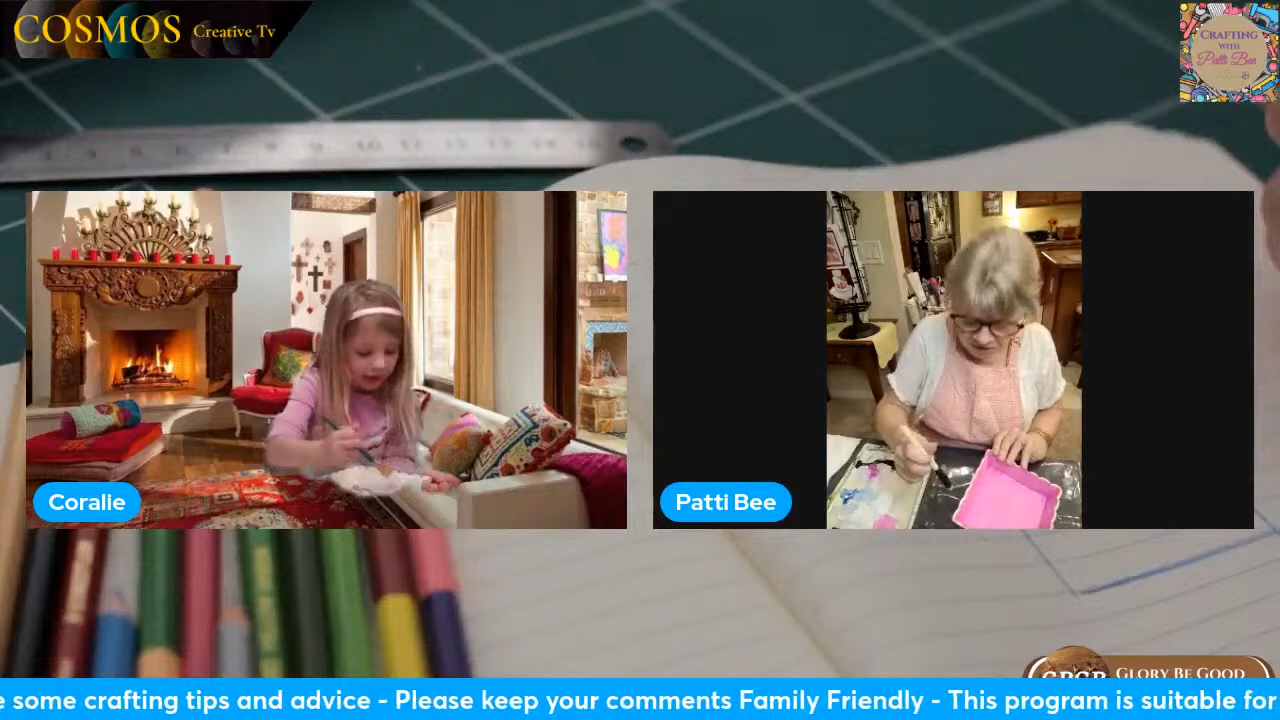 COSMOS Creative Tv
CRAFTING
WITH
Patti Bee
Coralie
Patti Bee
GLORY BE GOOD
e some crafting tips and advice - Please keep your comments Family Friendly - This program is suitable for